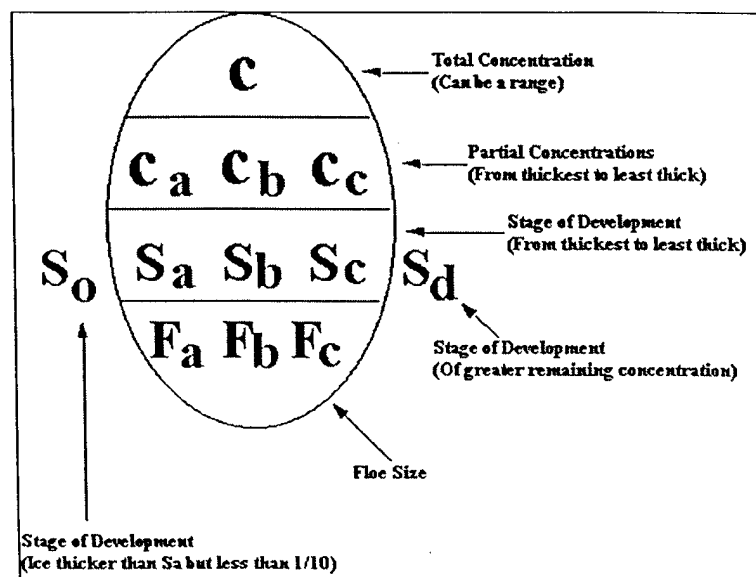 c
Total Concentration
(Can be a range)
Ca Cb Cc
Partial Concentrations
(From thickest to least thick)
Stage of Development
(From thickest to least thick)
So Sa Sb Sc Sd
Fa Fb Fc
Stage of Development
(Of greater remaining concentration)
Floe Size
Stage of Development
(Ice thicker than Sa but less than 1/10)